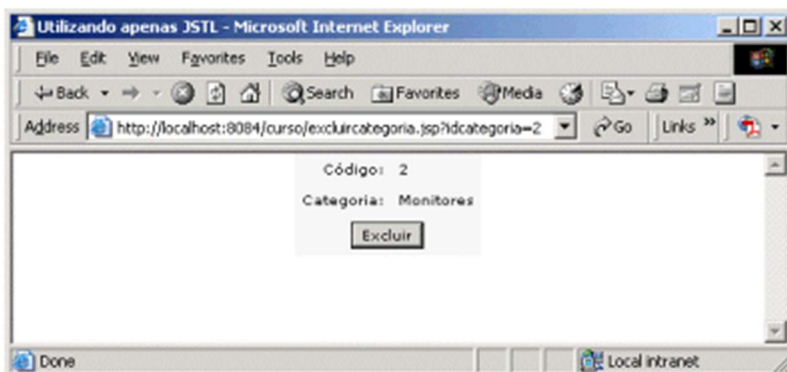 Utilizando apenas JSTL - Microsoft Internet Explorer
File Edit View Favorites Tools Help
Back Search Favorites Media
Address http://localhost:8084/curso/excluircategoria.jsp?idcategoria=2 Go Links »
Código: 2
Categoria: Monitores
Excluir
Done Local intranet